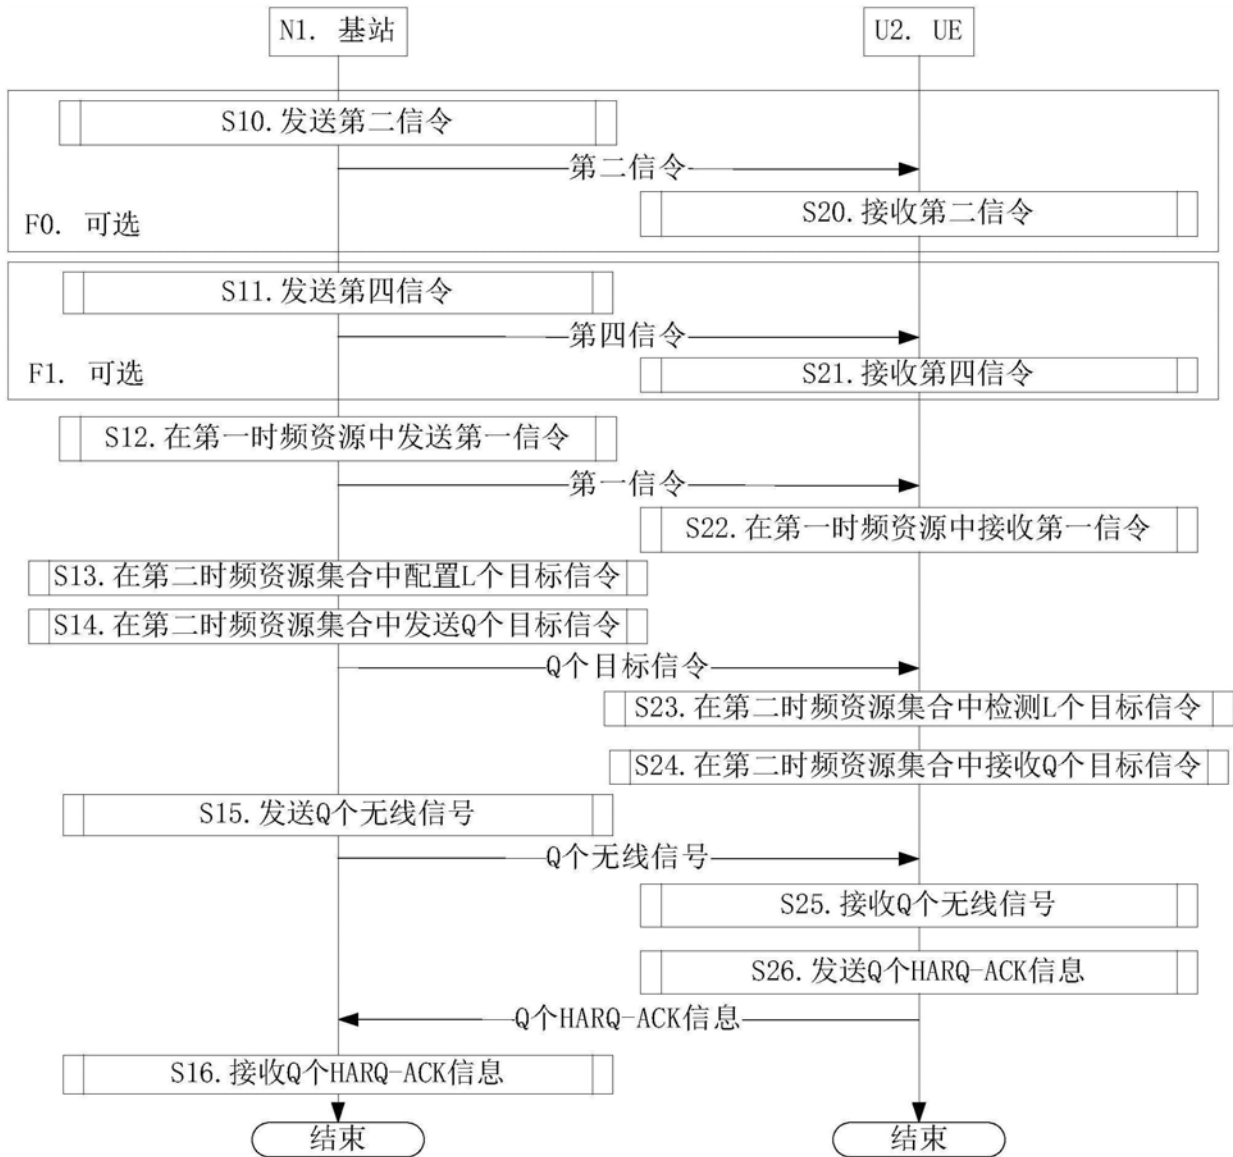 N1. 基站
U2. UE
S10.发送第二信令
第二信令
S20.接收第二信令
F0. 可选
S11.发送第四信令
第四信令
S21.接收第四信令
F1. 可选
S12.在第一时频资源中发送第一信令
第一信令
S22.在第一时频资源中接收第一信令
S13.在第二时频资源集合中配置L个目标信令
S14.在第二时频资源集合中发送Q个目标信令
Q个目标信令
S23.在第二时频资源集合中检测L个目标信令
S24.在第二时频资源集合中接收Q个目标信令
S15.发送Q个无线信号
Q个无线信号
S25.接收Q个无线信号
S26.发送Q个HARQ-ACK信息
Q个HARQ-ACK信息
S16.接收Q个HARQ-ACK信息
结束
结束